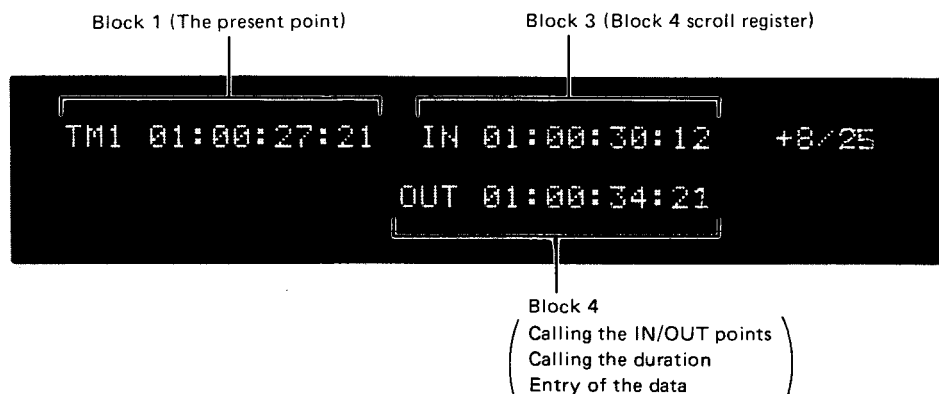 Block 1 (The present point)
Block 3 (Block 4 scroll register)
TM1 01:00:27:21 IN 01:00:30:12 +8/25
OUT 01:00:34:21
Block 4
Calling the IN/OUT points
Calling the duration
Entry of the data